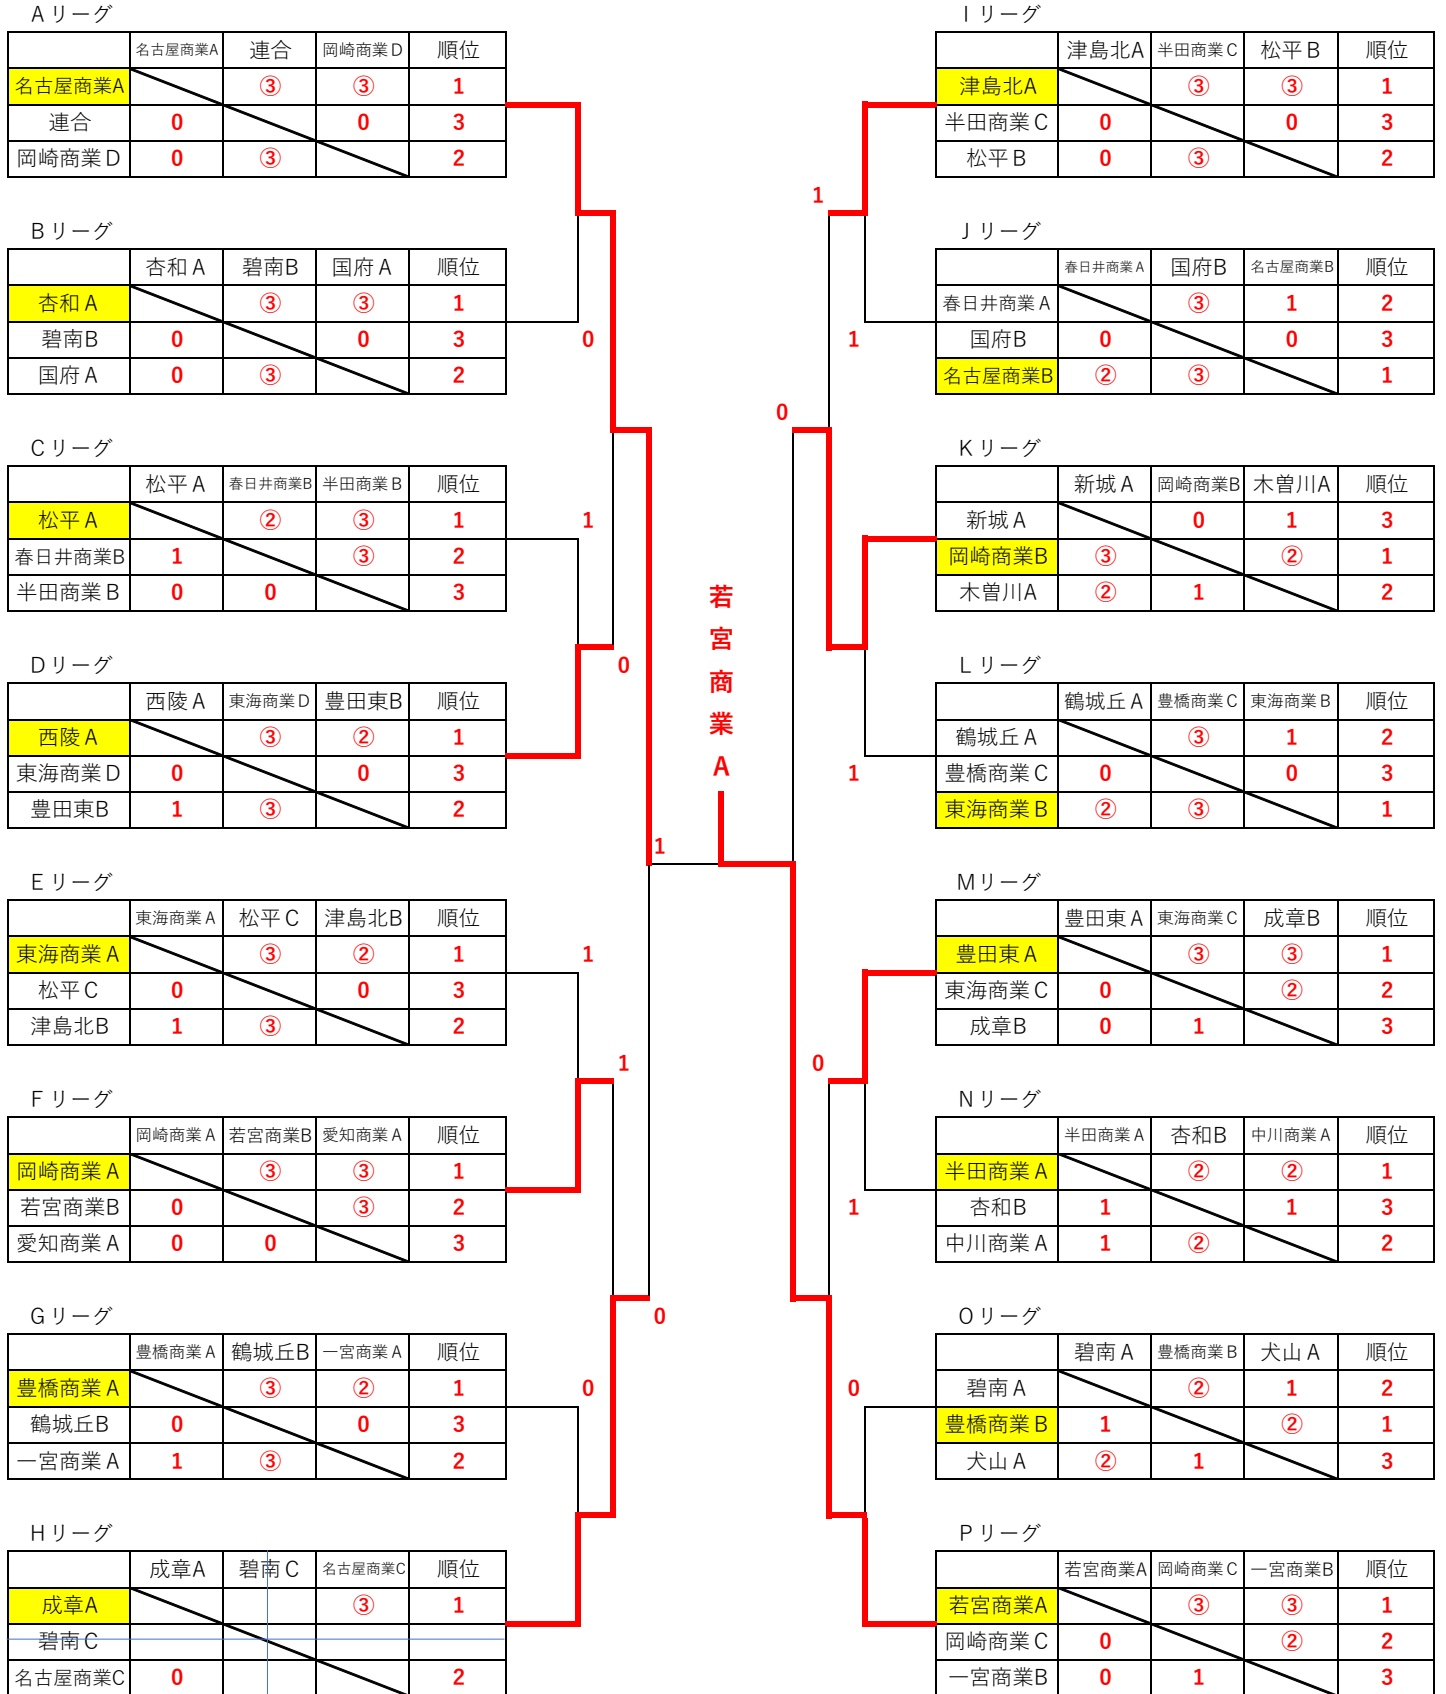 Aリーグ
名古屋商業A 連合 岡崎商業D 順位
名古屋商業A ③ ③ 1
連合 0 0 3
岡崎商業D 0 ③ 2
Bリーグ
杏和A 碧南B 国府A 順位
杏和A ③ ③ 1
碧南B 0 0 3
国府A 0 ③ 2
0
Cリーグ
松平A 春日井商業B 半田商業B 順位
松平A ② ③ 1
春日井商業B 1 ③ 2
半田商業B 0 0 3
1
Dリーグ
西陵A 東海商業D 豊田東B 順位
西陵A ③ ② 1
東海商業D 0 0 3
豊田東B 1 ③ 2
0
1
Eリーグ
東海商業A 松平C 津島北B 順位
東海商業A ③ ② 1
松平C 0 0 3
津島北B 1 ③ 2
1
1
Fリーグ
岡崎商業A 若宮商業B 愛知商業A 順位
岡崎商業A ③ ③ 1
若宮商業B 0 ③ 2
愛知商業A 0 0 3
0
Gリーグ
豊橋商業A 鶴城丘B 一宮商業A 順位
豊橋商業A ③ ② 1
鶴城丘B 0 0 3
一宮商業A 1 ③ 2
0
Hリーグ
成章A 碧南C 名古屋商業C 順位
成章A ③ 1
碧南C
名古屋商業C 0 2
若宮商業A
Iリーグ
津島北A 半田商業C 松平B 順位
津島北A ③ ③ 1
半田商業C 0 0 3
松平B 0 ③ 2
1
Jリーグ
春日井商業A 国府B 名古屋商業B 順位
春日井商業A ③ 1 2
国府B 0 0 3
名古屋商業B ② ③ 1
1
0
Kリーグ
新城A 岡崎商業B 木曽川A 順位
新城A 0 1 3
岡崎商業B ③ ② 1
木曽川A ② 1 2
Lリーグ
鶴城丘A 豊橋商業C 東海商業B 順位
鶴城丘A ③ 1 2
豊橋商業C 0 0 3
東海商業B ② ③ 1
1
Mリーグ
豊田東A 東海商業C 成章B 順位
豊田東A ③ ③ 1
東海商業C 0 ② 2
成章B 0 1 3
0
Nリーグ
半田商業A 杏和B 中川商業A 順位
半田商業A ② ② 1
杏和B 1 1 3
中川商業A 1 ② 2
1
Oリーグ
碧南A 豊橋商業B 犬山A 順位
碧南A ② 1 2
豊橋商業B 1 ② 1
犬山A ② 1 3
0
Pリーグ
若宮商業A 岡崎商業C 一宮商業B 順位
若宮商業A ③ ③ 1
岡崎商業C 0 ② 2
一宮商業B 0 1 3